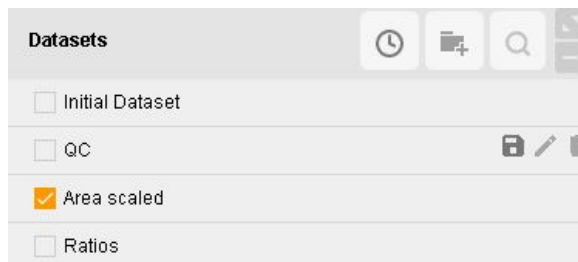 Datasets
Initial Dataset
QC
Area scaled
Ratios